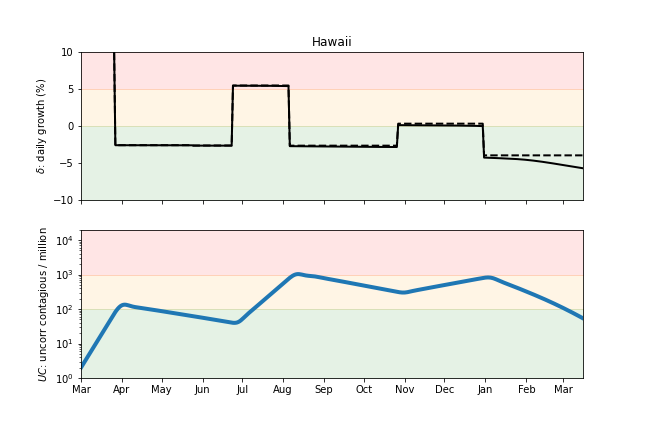 Hawaii
δ: daily growth (%)
10
5
0
−5
−10
UC: uncorr contagious / million
10⁴
10³
10²
10¹
10⁰
Mar Apr May Jun Jul Aug Sep Oct Nov Dec Jan Feb Mar